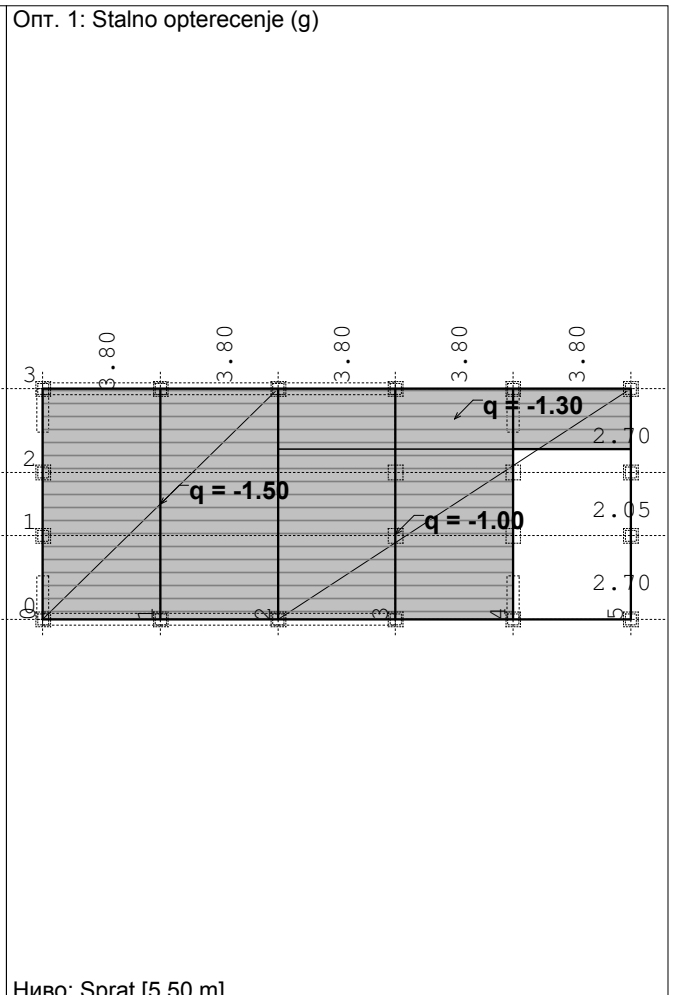 Опт. 1: Stalno opterecenje (g)
3.80 3.80 3.80 3.80 3.80
3
q = -1.30
2.70
2
q = -1.50
2.05
q = -1.00
1
2.70
0
0 1 2 3 4 5
Ниво: Sprat [5.50 m]